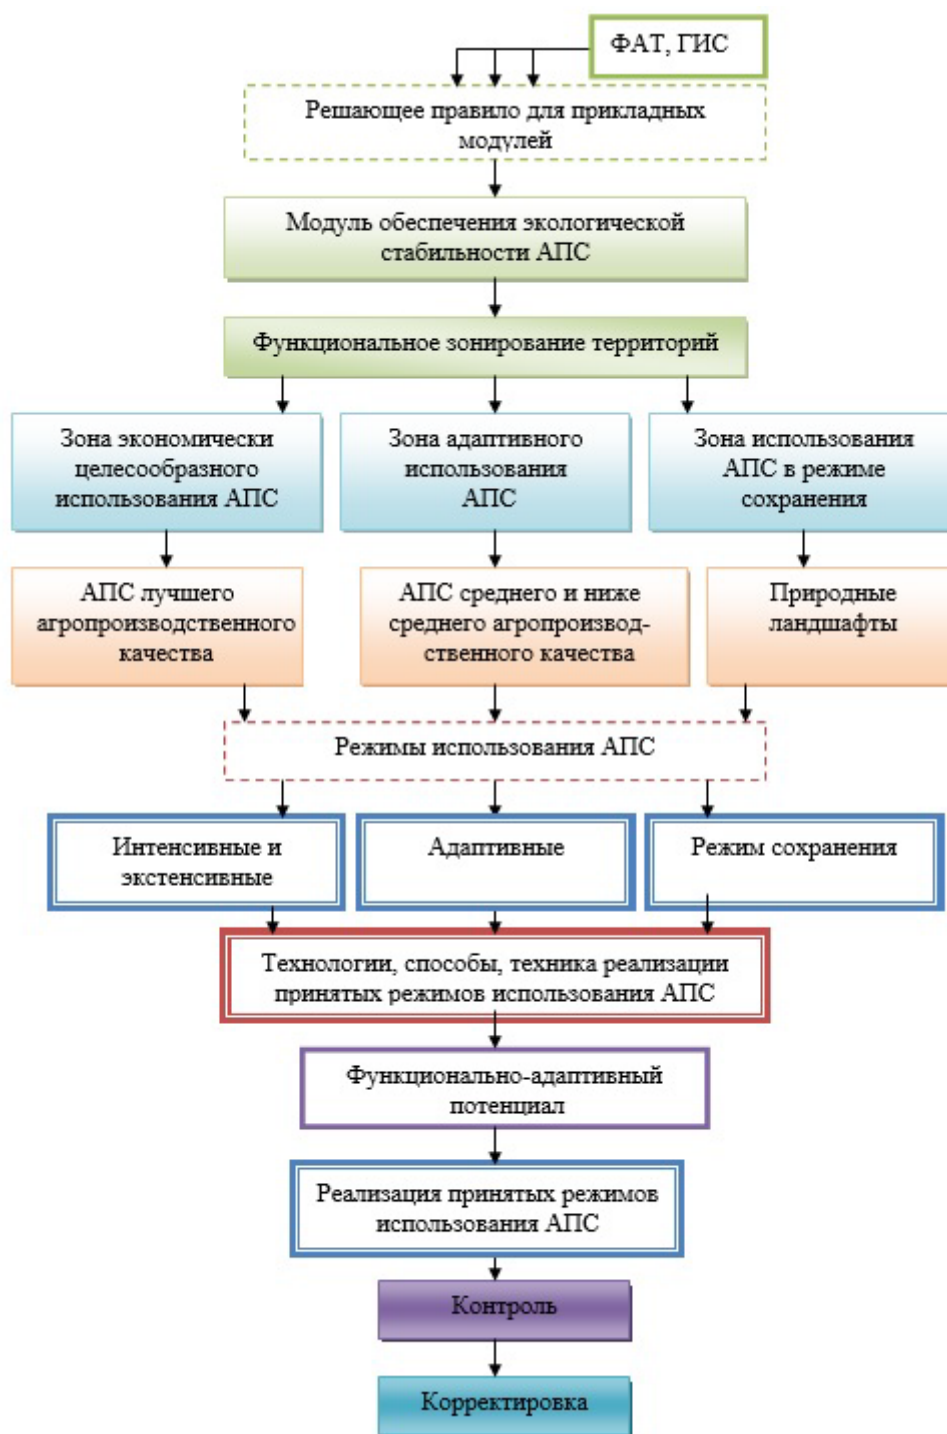 ФАТ, ГИС
Решающее правило для прикладных
модулей
Модуль обеспечения экологической
стабильности АПС
Функциональное зонирование территорий
Зона экономически
целесообразного
использования АПС
Зона адаптивного
использования
АПС
Зона использования
АПС в режиме
сохранения
АПС лучшего
агропроизводственного
качества
АПС среднего и ниже
среднего агропроизвод-
ственного качества
Природные
ландшафты
Режимы использования АПС
Интенсивные и
экстенсивные
Адаптивные
Режим сохранения
Технологии, способы, техника реализации
принятых режимов использования АПС
Функционально-адаптивный
потенциал
Реализация принятых режимов
использования АПС
Контроль
Корректировка